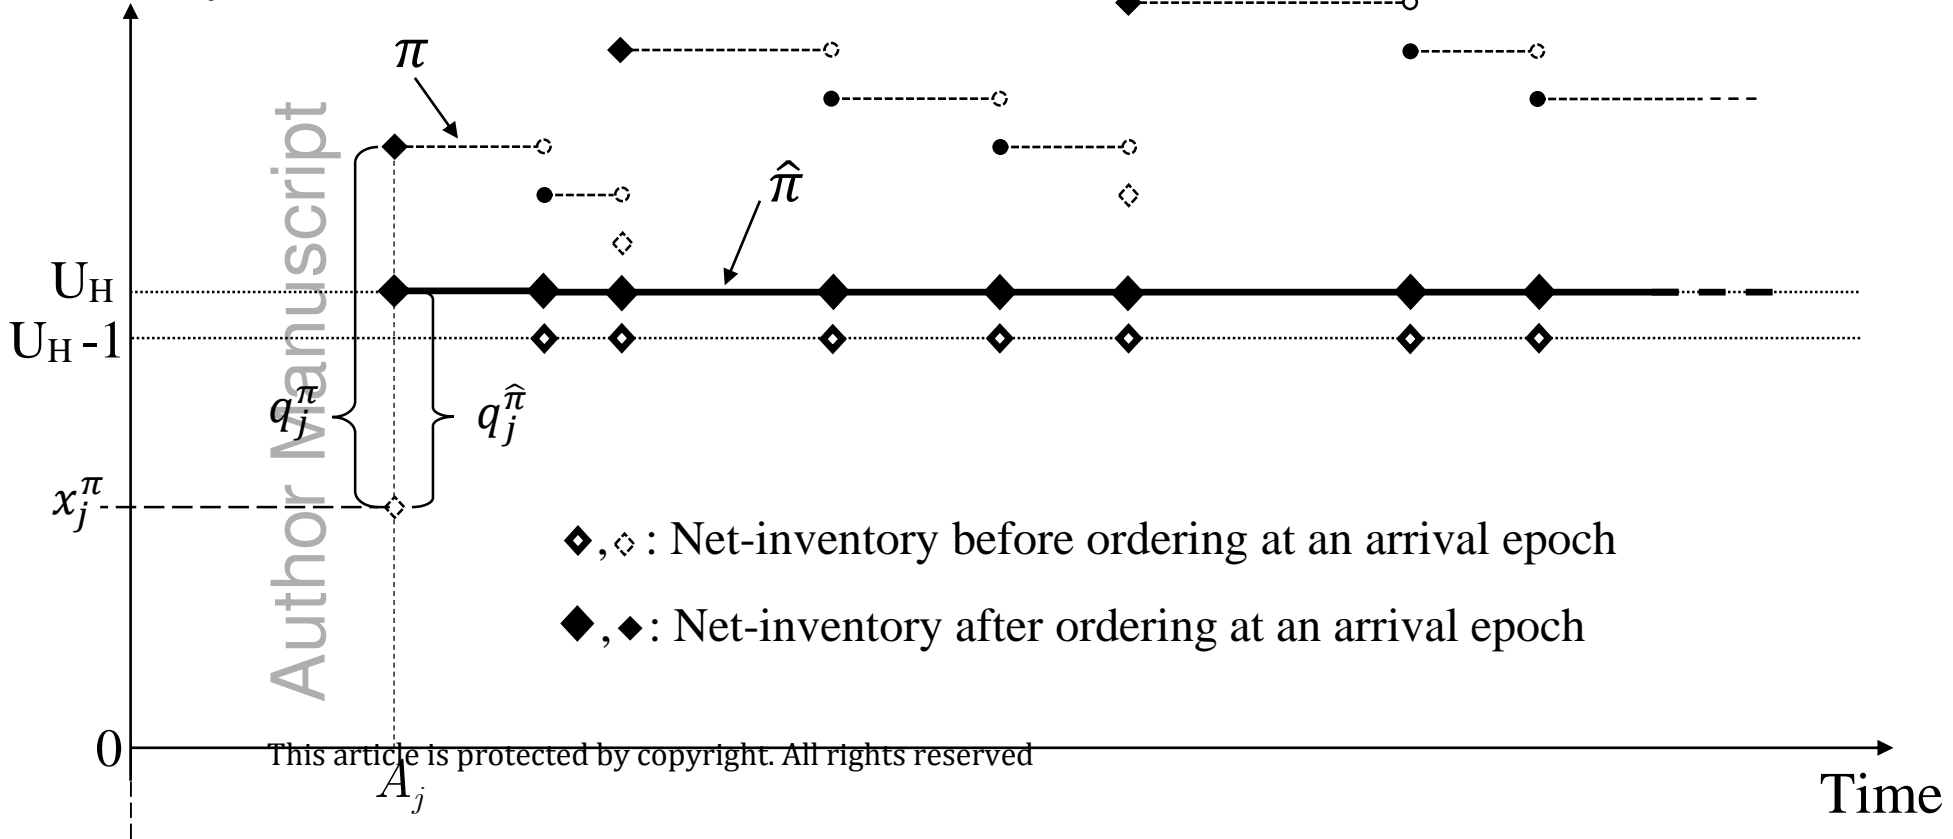 π
π̂
U_H
U_H -1
q_j^π
q_j^π̂
x_j^π
, : Net-inventory before ordering at an arrival epoch
, : Net-inventory after ordering at an arrival epoch
Author Manuscript
0
This article is protected by copyright. All rights reserved
A_j
Time